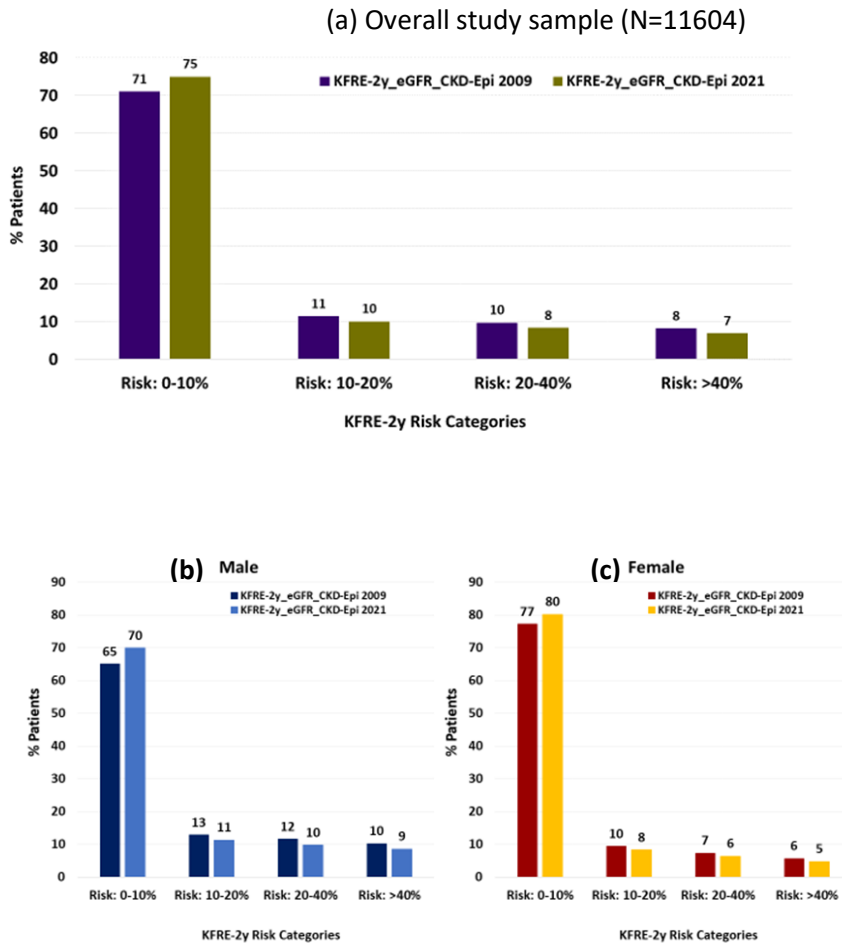 (a) Overall study sample (N=11604)
KFRE-2y_eGFR_CKD-Epi 2009 KFRE-2y_eGFR_CKD-Epi 2021
% Patients
80
70
60
50
40
30
20
10
0
71 75
11 10
10 8
8 7
Risk: 0-10% Risk: 10-20% Risk: 20-40% Risk: >40%
KFRE-2y Risk Categories
(b) Male
KFRE-2y_eGFR_CKD-Epi 2009
KFRE-2y_eGFR_CKD-Epi 2021
% Patients
90
80
70
60
50
40
30
20
10
0
65 70
13 11
12 10
10 9
Risk: 0-10% Risk: 10-20% Risk: 20-40% Risk: >40%
KFRE-2y Risk Categories
(c) Female
KFRE-2y_eGFR_CKD-Epi 2009
KFRE-2y_eGFR_CKD-Epi 2021
% Patients
90
80
70
60
50
40
30
20
10
0
77 80
10 8
7 6
6 5
Risk: 0-10% Risk: 10-20% Risk: 20-40% Risk: >40%
KFRE-2y Risk Categories